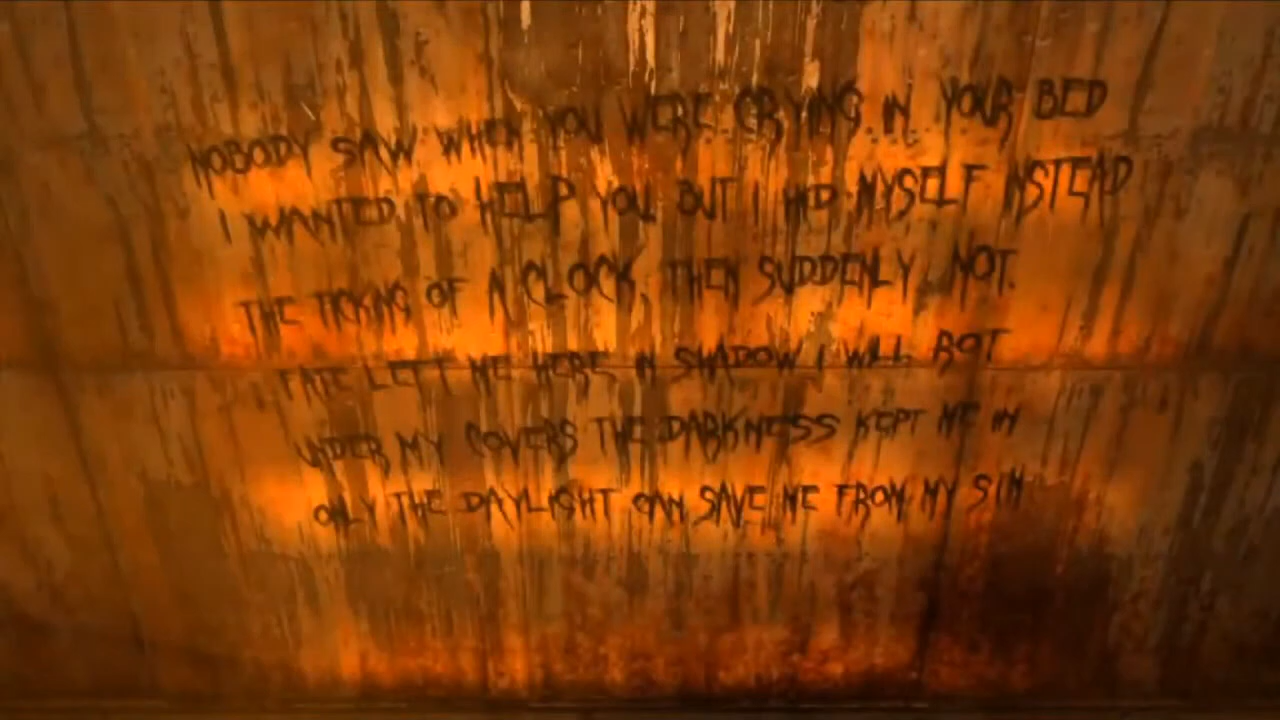 NOBODY SAW WHEN YOU WERE CRYING IN YOUR BED
I WANTED TO HELP YOU BUT I HID MYSELF INSTEAD
THE TICKING OF A CLOCK, THEN SUDDENLY NOT.
FATE LEFT ME HERE IN SHADOW I WILL ROT
UNDER MY COVERS THE DARKNESS KEPT ME IN
ONLY THE DAYLIGHT CAN SAVE ME FROM MY SIN